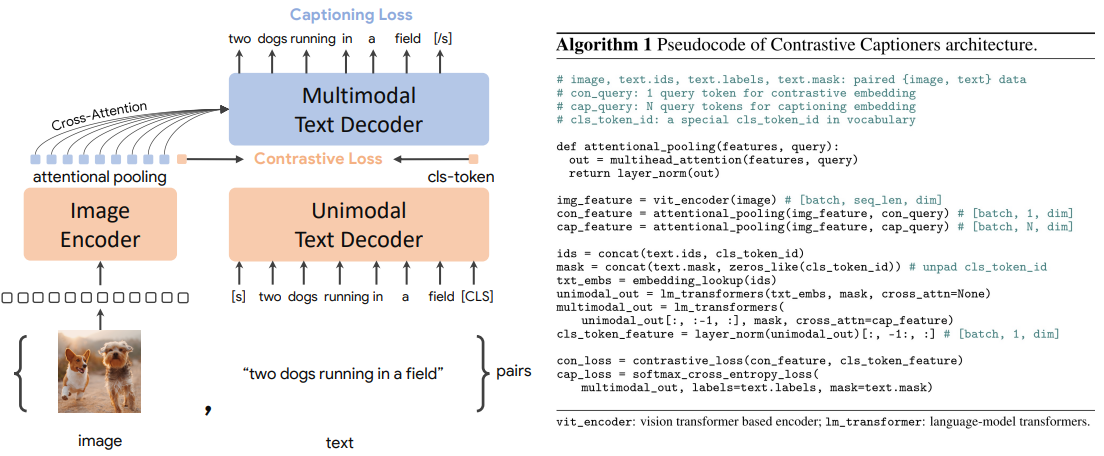 Captioning Loss
two dogs running in a field [/s]
Multimodal
Text Decoder
Cross-Attention
Contrastive Loss
attentional pooling
cls-token
Image
Encoder
Unimodal
Text Decoder
[s] two dogs running in a field [CLS]
“two dogs running in a field”
pairs
,
image
text
Algorithm 1 Pseudocode of Contrastive Captioners architecture.
# image, text.ids, text.labels, text.mask: paired {image, text} data
# con_query: 1 query token for contrastive embedding
# cap_query: N query tokens for captioning embedding
# cls_token_id: a special cls_token_id in vocabulary
def attentional_pooling(features, query):
  out = multihead_attention(features, query)
  return layer_norm(out)
img_feature = vit_encoder(image) # [batch, seq_len, dim]
con_feature = attentional_pooling(img_feature, con_query) # [batch, 1, dim]
cap_feature = attentional_pooling(img_feature, cap_query) # [batch, N, dim]
ids = concat(text.ids, cls_token_id)
mask = concat(text.mask, zeros_like(cls_token_id)) # unpad cls_token_id
txt_embs = embedding_lookup(ids)
unimodal_out = lm_transformers(txt_embs, mask, cross_attn=None)
multimodal_out = lm_transformers(
  unimodal_out[:, :-1, :], mask, cross_attn=cap_feature)
cls_token_feature = layer_norm(unimodal_out)[:, -1:, :] # [batch, 1, dim]
con_loss = contrastive_loss(con_feature, cls_token_feature)
cap_loss = softmax_cross_entropy_loss(
  multimodal_out, labels=text.labels, mask=text.mask)
vit_encoder: vision transformer based encoder; lm_transformer: language-model transformers.